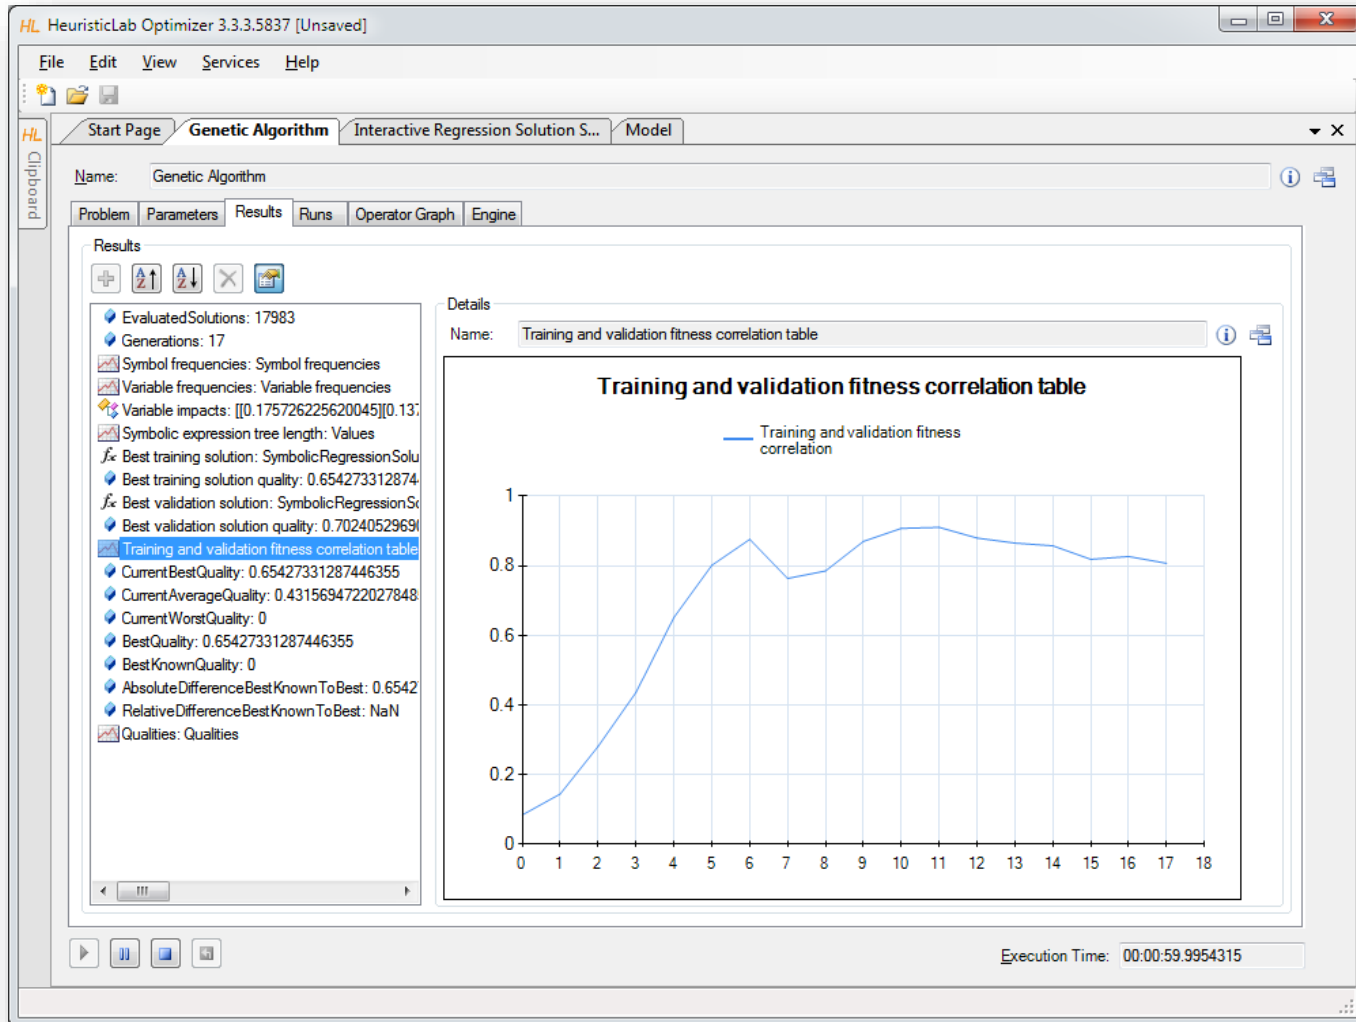 HL HeuristicLab Optimizer 3.3.3.5837 [Unsaved]
File Edit View Services Help
HL Clipboard
Start Page Genetic Algorithm Interactive Regression Solution S... Model
Name: Genetic Algorithm
Problem Parameters Results Runs Operator Graph Engine
Results
EvaluatedSolutions: 17983
Generations: 17
Symbol frequencies: Symbol frequencies
Variable frequencies: Variable frequencies
Variable impacts: [[0.175726225620045][0.137
Symbolic expression tree length: Values
Best training solution: SymbolicRegressionSolu
Best training solution quality: 0.654273312874
Best validation solution: SymbolicRegressionSo
Best validation solution quality: 0.7024052969
Training and validation fitness correlation table
CurrentBestQuality: 0.65427331287446355
CurrentAverageQuality: 0.431569472202784
CurrentWorstQuality: 0
BestQuality: 0.65427331287446355
BestKnownQuality: 0
AbsoluteDifferenceBestKnownToBest: 0.6542
RelativeDifferenceBestKnownToBest: NaN
Qualities: Qualities
Details
Name: Training and validation fitness correlation table
Training and validation fitness correlation table
Training and validation fitness
correlation
1
0.8
0.6
0.4
0.2
0
0 1 2 3 4 5 6 7 8 9 10 11 12 13 14 15 16 17 18
Execution Time: 00:00:59.9954315